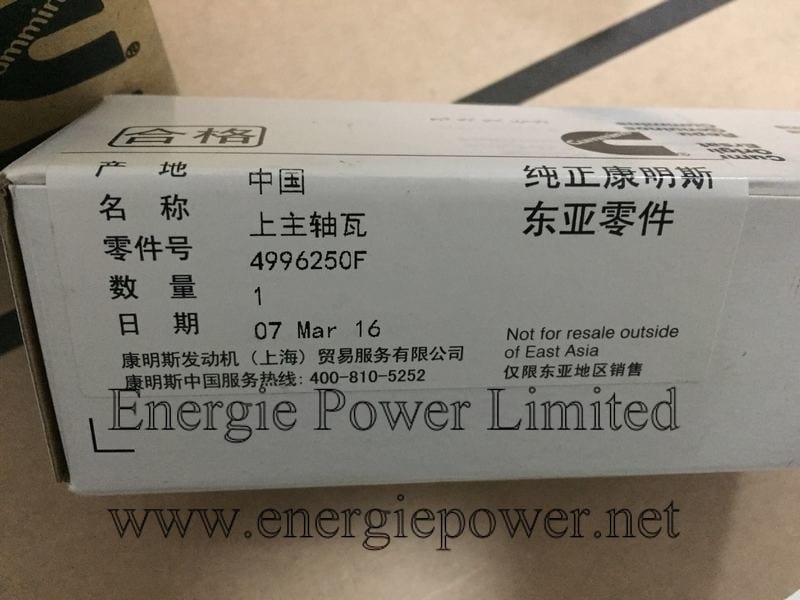 合格
产地 中国
名称 上主轴瓦
零件号 4996250F
数量 1
日期 07 Mar 16
康明斯发动机（上海）贸易服务有限公司
康明斯中国服务热线: 400-810-5252
纯正康明斯
东亚零件
Not for resale outside
of East Asia
仅限东亚地区销售
Energie Power Limited
www.energiepower.net